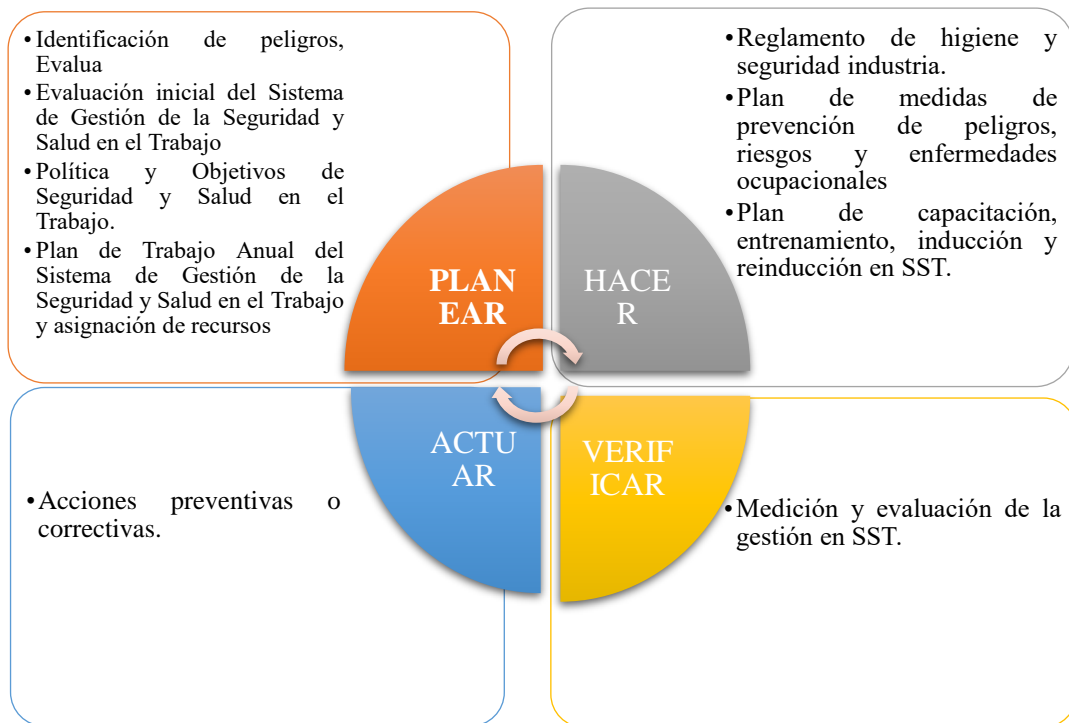 •Identificación de peligros,
Evalua
•Evaluación inicial del Sistema
de Gestión de la Seguridad y
Salud en el Trabajo
•Política y Objetivos de
Seguridad y Salud en el
Trabajo.
•Plan de Trabajo Anual del
Sistema de Gestión de la
Seguridad y Salud en el Trabajo
y asignación de recursos
PLAN
EAR
•Reglamento de higiene y
seguridad industria.
•Plan de medidas de
prevención de peligros,
riesgos y enfermedades
ocupacionales
•Plan de capacitación,
entrenamiento, inducción y
reinducción en SST.
HACE
R
•Acciones preventivas o
correctivas.
ACTU
AR
VERIF
ICAR
•Medición y evaluación de la
gestión en SST.